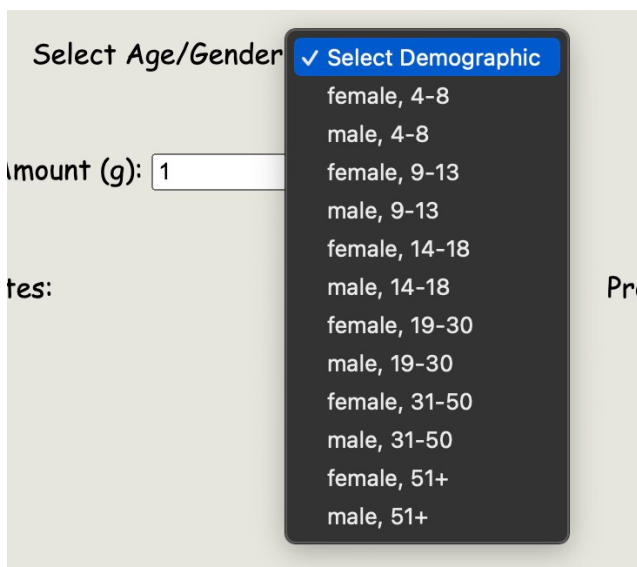 Select Age/Gender ✓ Select Demographic
female, 4-8
male, 4-8
mount (g): 1
female, 9-13
male, 9-13
female, 14-18
tes:
male, 14-18
Pr
female, 19-30
male, 19-30
female, 31-50
male, 31-50
female, 51+
male, 51+